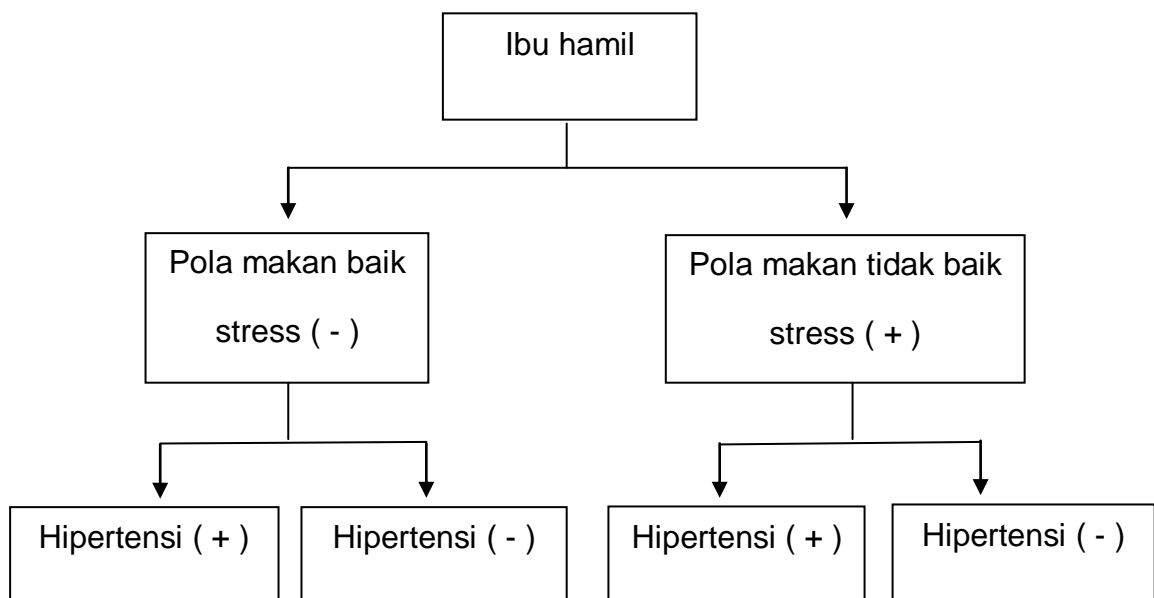 Ibu hamil
Pola makan baik
stress ( - )
Pola makan tidak baik
stress ( + )
Hipertensi ( + )
Hipertensi ( - )
Hipertensi ( + )
Hipertensi ( - )